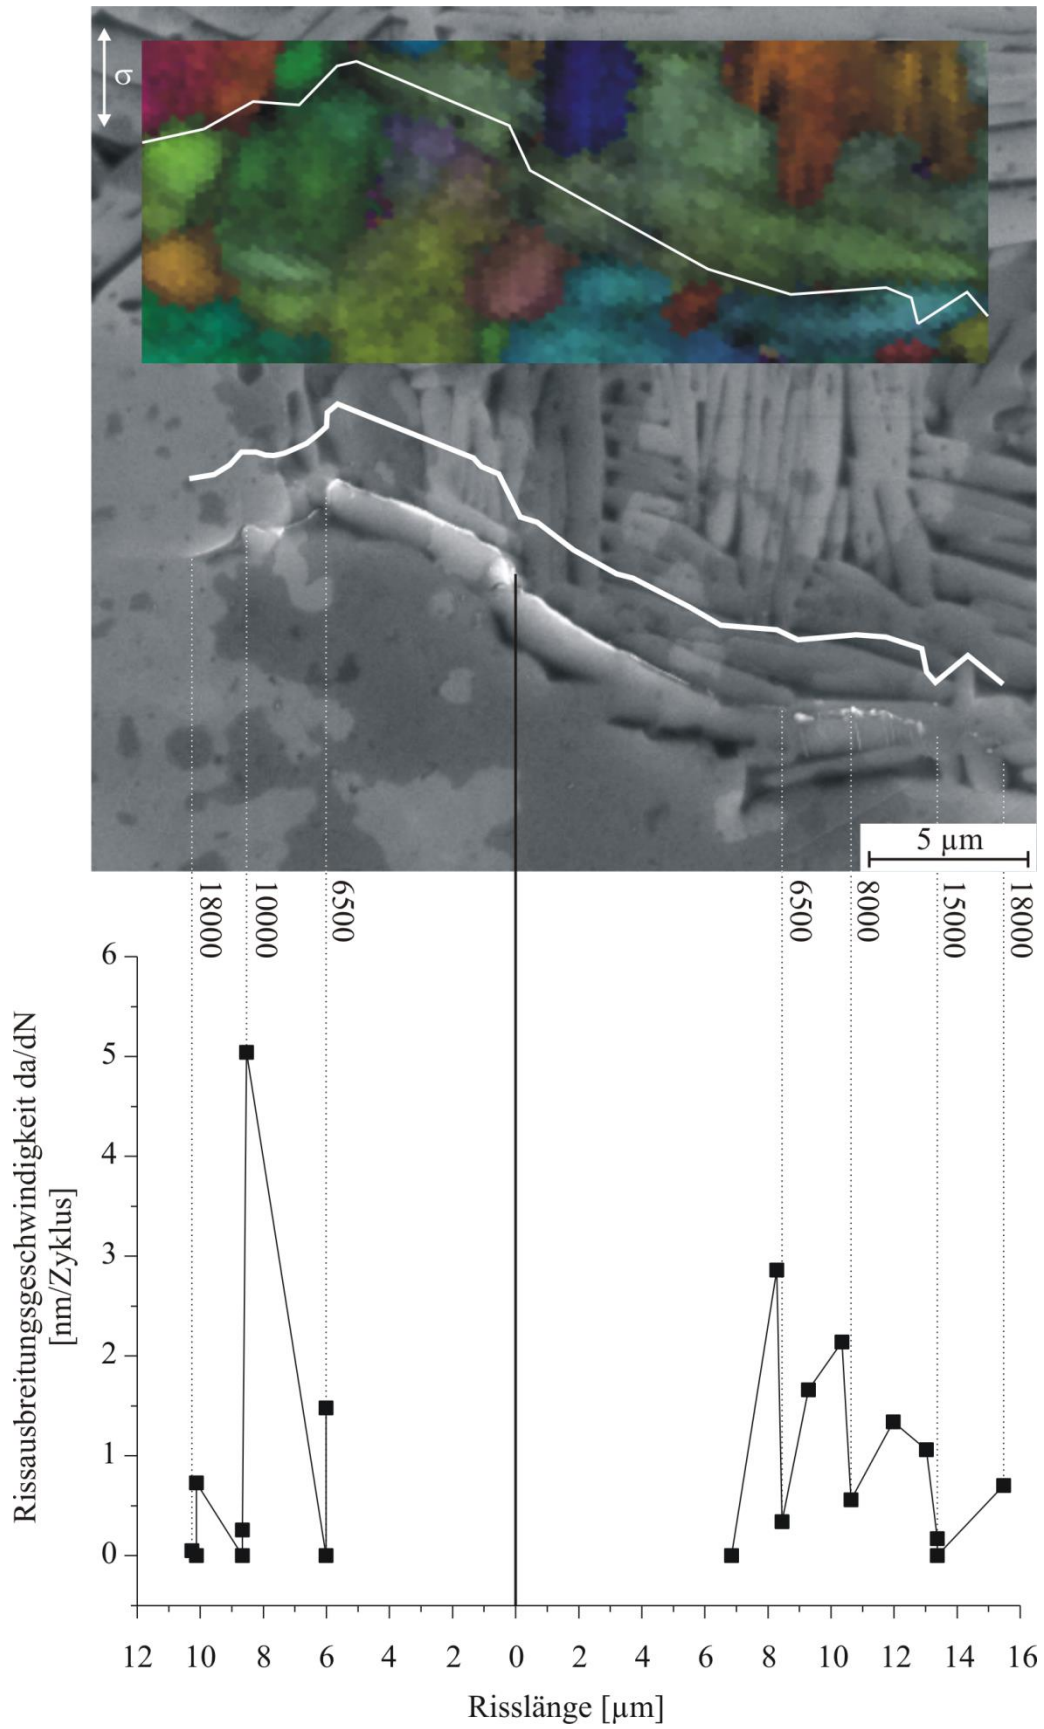 σ
5 µm
18000
10000
6500
6500
8000
15000
18000
6
5
4
3
2
1
0
Rissausbreitungsgeschwindigkeit da/dN
[nm/Zyklus]
12 10 8 6 4 2 0 2 4 6 8 10 12 14 16
Risslänge [µm]